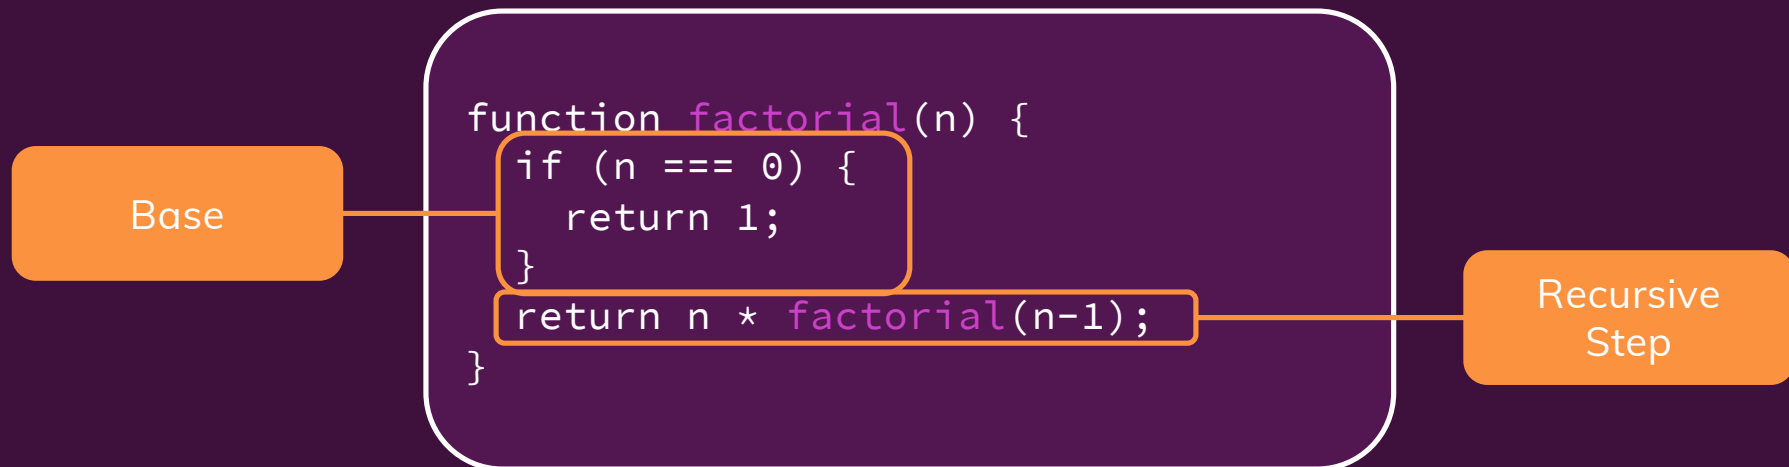 function factorial(n) {
if (n === 0) {
return 1;
}
return n * factorial(n-1);
}
Base
Recursive
Step